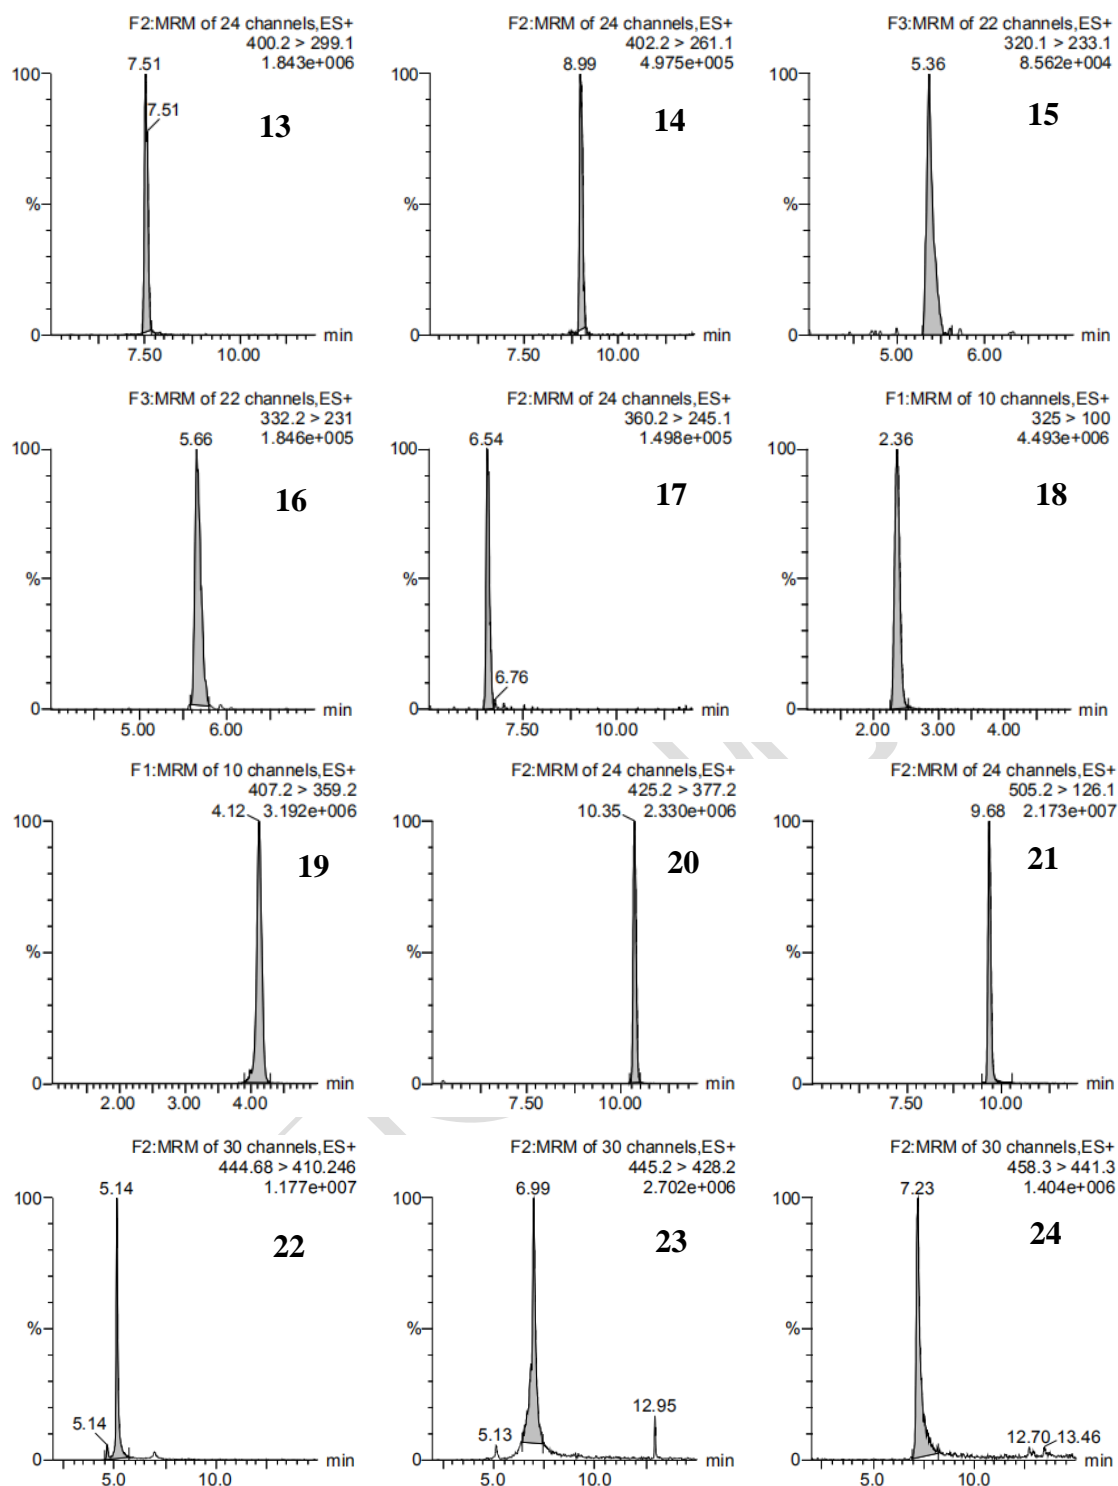 F2:MRM of 24 channels,ES+
400.2 > 299.1
1.843e+006
7.51
7.51
13
100
%
0
7.50 10.00
min
F2:MRM of 24 channels,ES+
402.2 > 261.1
4.975e+005
8.99
14
100
%
0
7.50 10.00
min
F3:MRM of 22 channels,ES+
320.1 > 233.1
8.562e+004
5.36
15
100
%
0
5.00 6.00
min
F3:MRM of 22 channels,ES+
332.2 > 231
1.846e+005
5.66
16
100
%
0
5.00 6.00
min
F2:MRM of 24 channels,ES+
360.2 > 245.1
1.498e+005
6.54
17
6.76
100
%
0
7.50 10.00
min
F1:MRM of 10 channels,ES+
325 > 100
4.493e+006
2.36
18
100
%
0
2.00 3.00 4.00
min
F1:MRM of 10 channels,ES+
407.2 > 359.2
4.12 3.192e+006
19
100
%
0
2.00 3.00 4.00
min
F2:MRM of 24 channels,ES+
425.2 > 377.2
10.35 2.330e+006
20
100
%
0
7.50 10.00
min
F2:MRM of 24 channels,ES+
505.2 > 126.1
9.68 2.173e+007
21
100
%
0
7.50 10.00
min
F2:MRM of 30 channels,ES+
444.68 > 410.246
5.14 1.177e+007
22
5.14
100
%
0
5.0 10.0
min
F2:MRM of 30 channels,ES+
445.2 > 428.2
6.99 2.702e+006
23
5.13
12.95
100
%
0
5.0 10.0
min
F2:MRM of 30 channels,ES+
458.3 > 441.3
7.23 1.404e+006
24
12.70 13.46
100
%
0
5.0 10.0
min